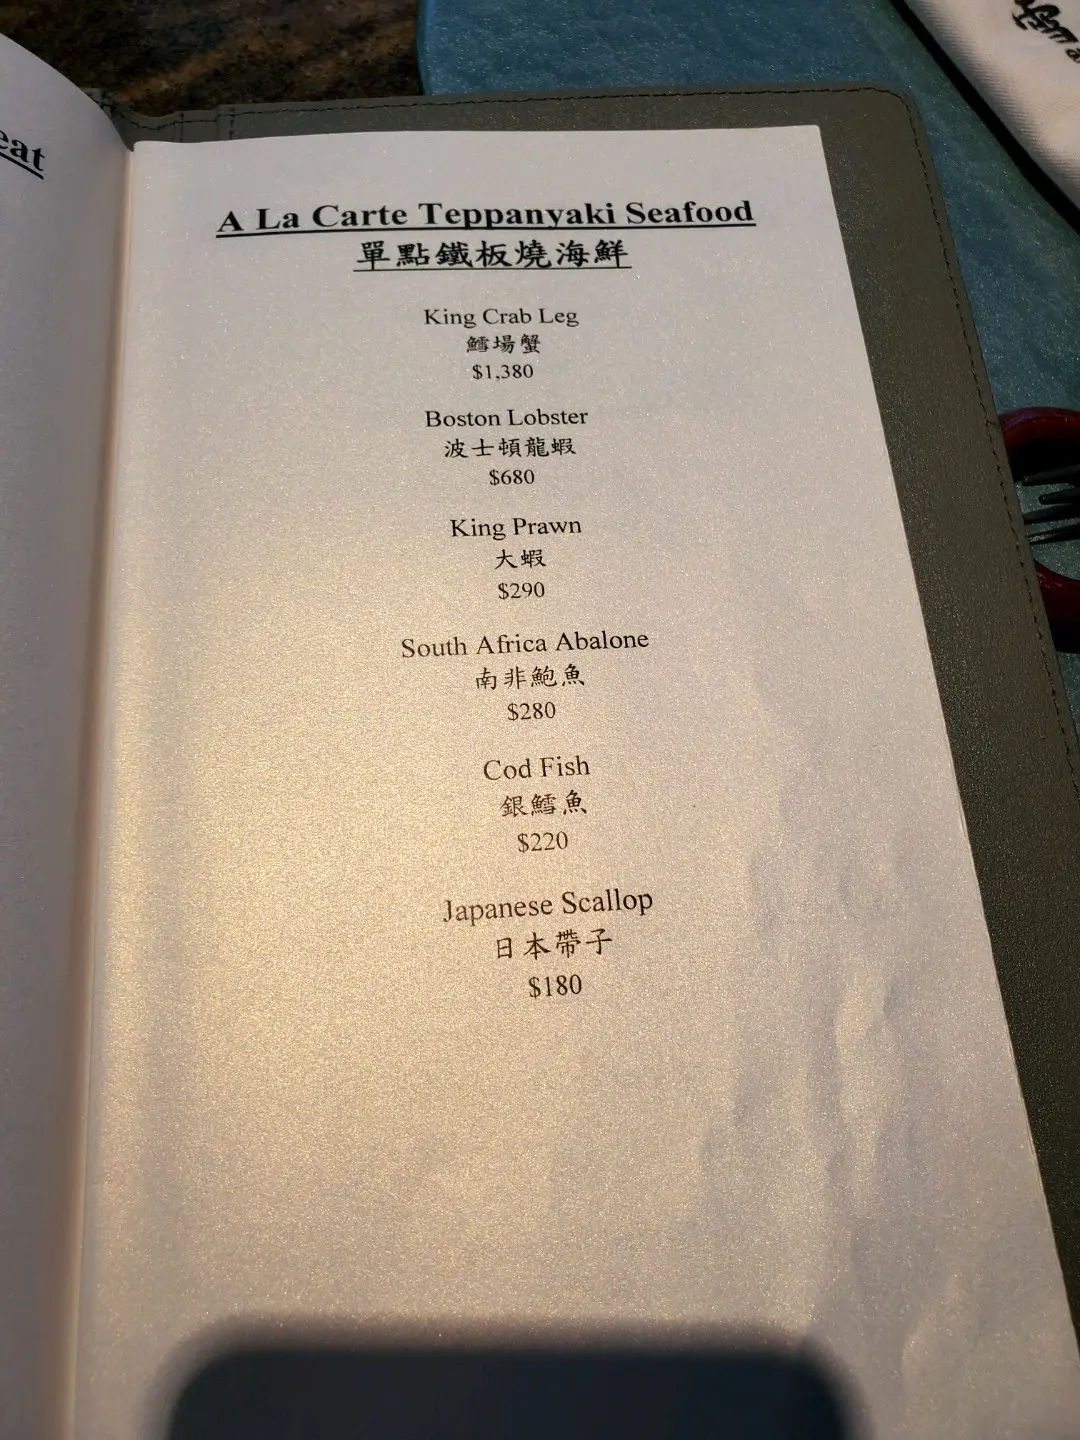 eat
A La Carte Teppanyaki Seafood
單點鐵板燒海鮮
King Crab Leg
鱈場蟹
$1,380
Boston Lobster
波士頓龍蝦
$680
King Prawn
大蝦
$290
South Africa Abalone
南非鮑魚
$280
Cod Fish
銀鱈魚
$220
Japanese Scallop
日本帶子
$180